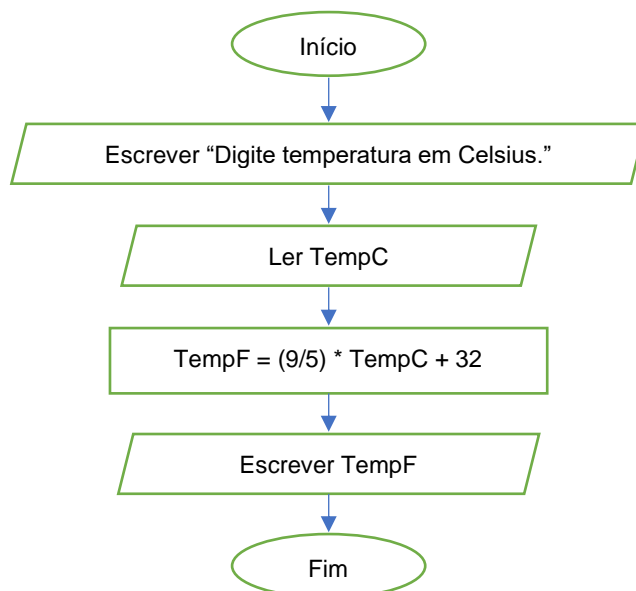 Início
Escrever “Digite temperatura em Celsius.”
Ler TempC
TempF = (9/5) * TempC + 32
Escrever TempF
Fim